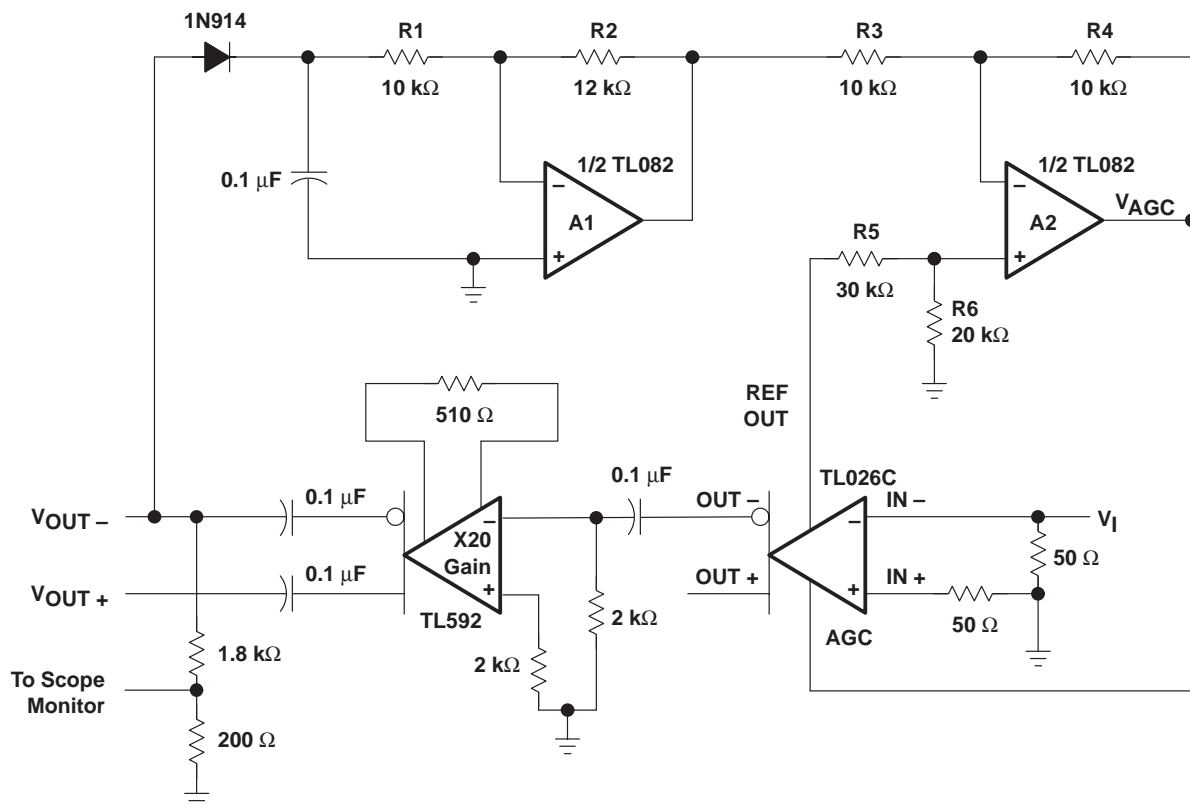 1N914
R1
10 kΩ
R2
12 kΩ
R3
10 kΩ
R4
10 kΩ
0.1 μF
1/2 TL082
−
A1
+
1/2 TL082
−
A2
+
VAGC
R5
30 kΩ
R6
20 kΩ
REF
OUT
510 Ω
0.1 μF
TL026C
VOUT −
0.1 μF
−
X20
Gain
+
TL592
OUT −
OUT +
−
+
IN −
IN +
VI
50 Ω
50 Ω
AGC
VOUT +
0.1 μF
2 kΩ
2 kΩ
1.8 kΩ
To Scope
Monitor
200 Ω